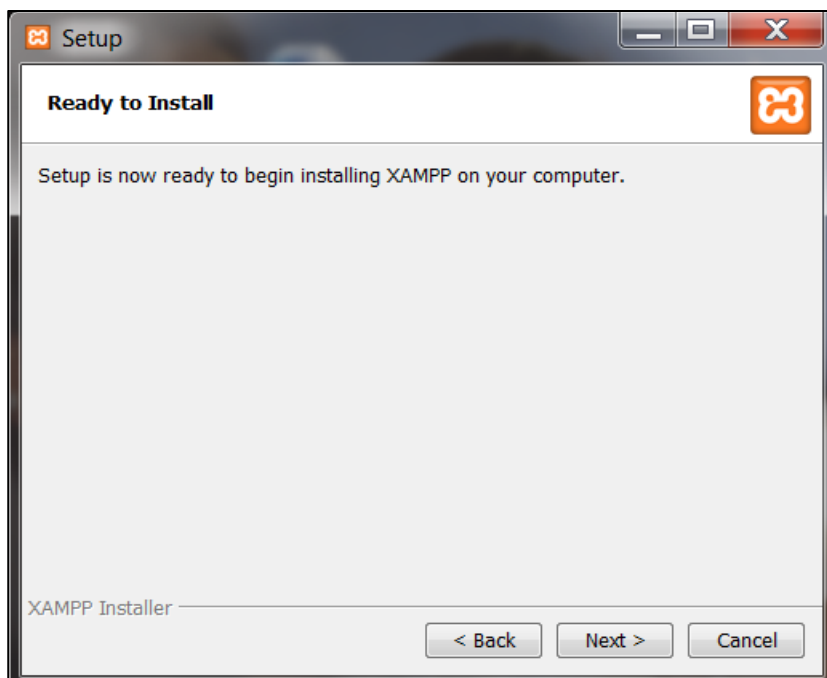 Setup
Ready to Install
Setup is now ready to begin installing XAMPP on your computer.
XAMPP Installer
< Back Next > Cancel